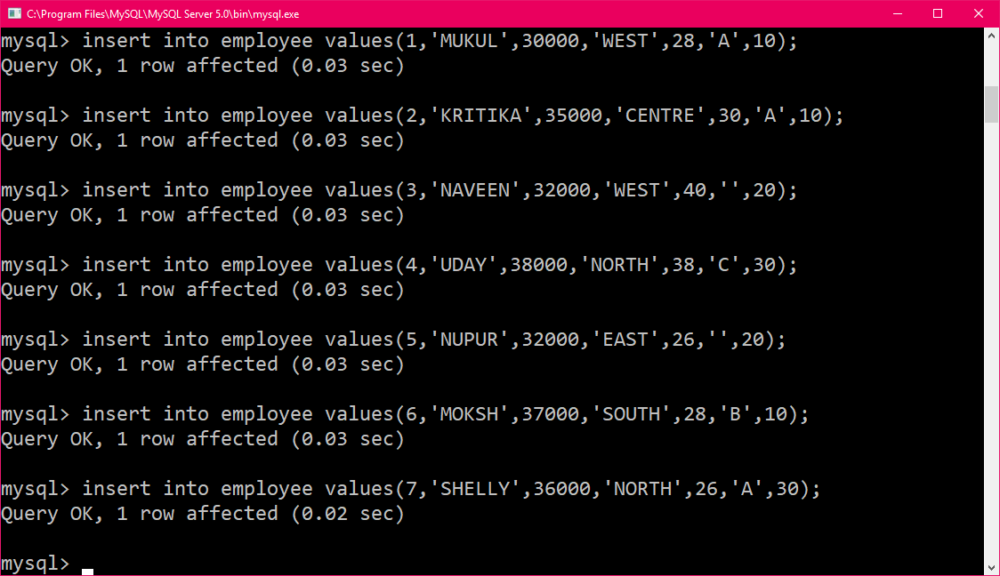 C:\Program Files\MySQL\MySQL Server 5.0\bin\mysql.exe
mysql> insert into employee values(1,'MUKUL',30000,'WEST',28,'A',10);
Query OK, 1 row affected (0.03 sec)
mysql> insert into employee values(2,'KRITIKA',35000,'CENTRE',30,'A',10);
Query OK, 1 row affected (0.03 sec)
mysql> insert into employee values(3,'NAVEEN',32000,'WEST',40,'',20);
Query OK, 1 row affected (0.03 sec)
mysql> insert into employee values(4,'UDAY',38000,'NORTH',38,'C',30);
Query OK, 1 row affected (0.03 sec)
mysql> insert into employee values(5,'NUPUR',32000,'EAST',26,'',20);
Query OK, 1 row affected (0.03 sec)
mysql> insert into employee values(6,'MOKSH',37000,'SOUTH',28,'B',10);
Query OK, 1 row affected (0.03 sec)
mysql> insert into employee values(7,'SHELLY',36000,'NORTH',26,'A',30);
Query OK, 1 row affected (0.02 sec)
mysql>